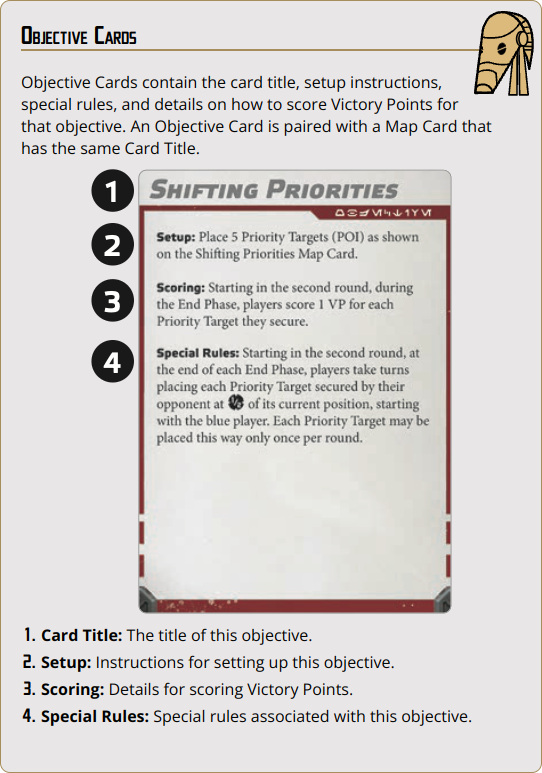 Objective Cards
Objective Cards contain the card title, setup instructions,
special rules, and details on how to score Victory Points for
that objective. An Objective Card is paired with a Map Card that
has the same Card Title.
1 Shifting Priorities
2 Setup: Place 5 Priority Targets (POI) as shown
on the Shifting Priorities Map Card.
3 Scoring: Starting in the second round, during
the End Phase, players score 1 VP for each
Priority Target they secure.
4 Special Rules: Starting in the second round, at
the end of each End Phase, players take turns
placing each Priority Target secured by their
opponent at ½ of its current position, starting
with the blue player. Each Priority Target may be
placed this way only once per round.
1. Card Title: The title of this objective.
2. Setup: Instructions for setting up this objective.
3. Scoring: Details for scoring Victory Points.
4. Special Rules: Special rules associated with this objective.